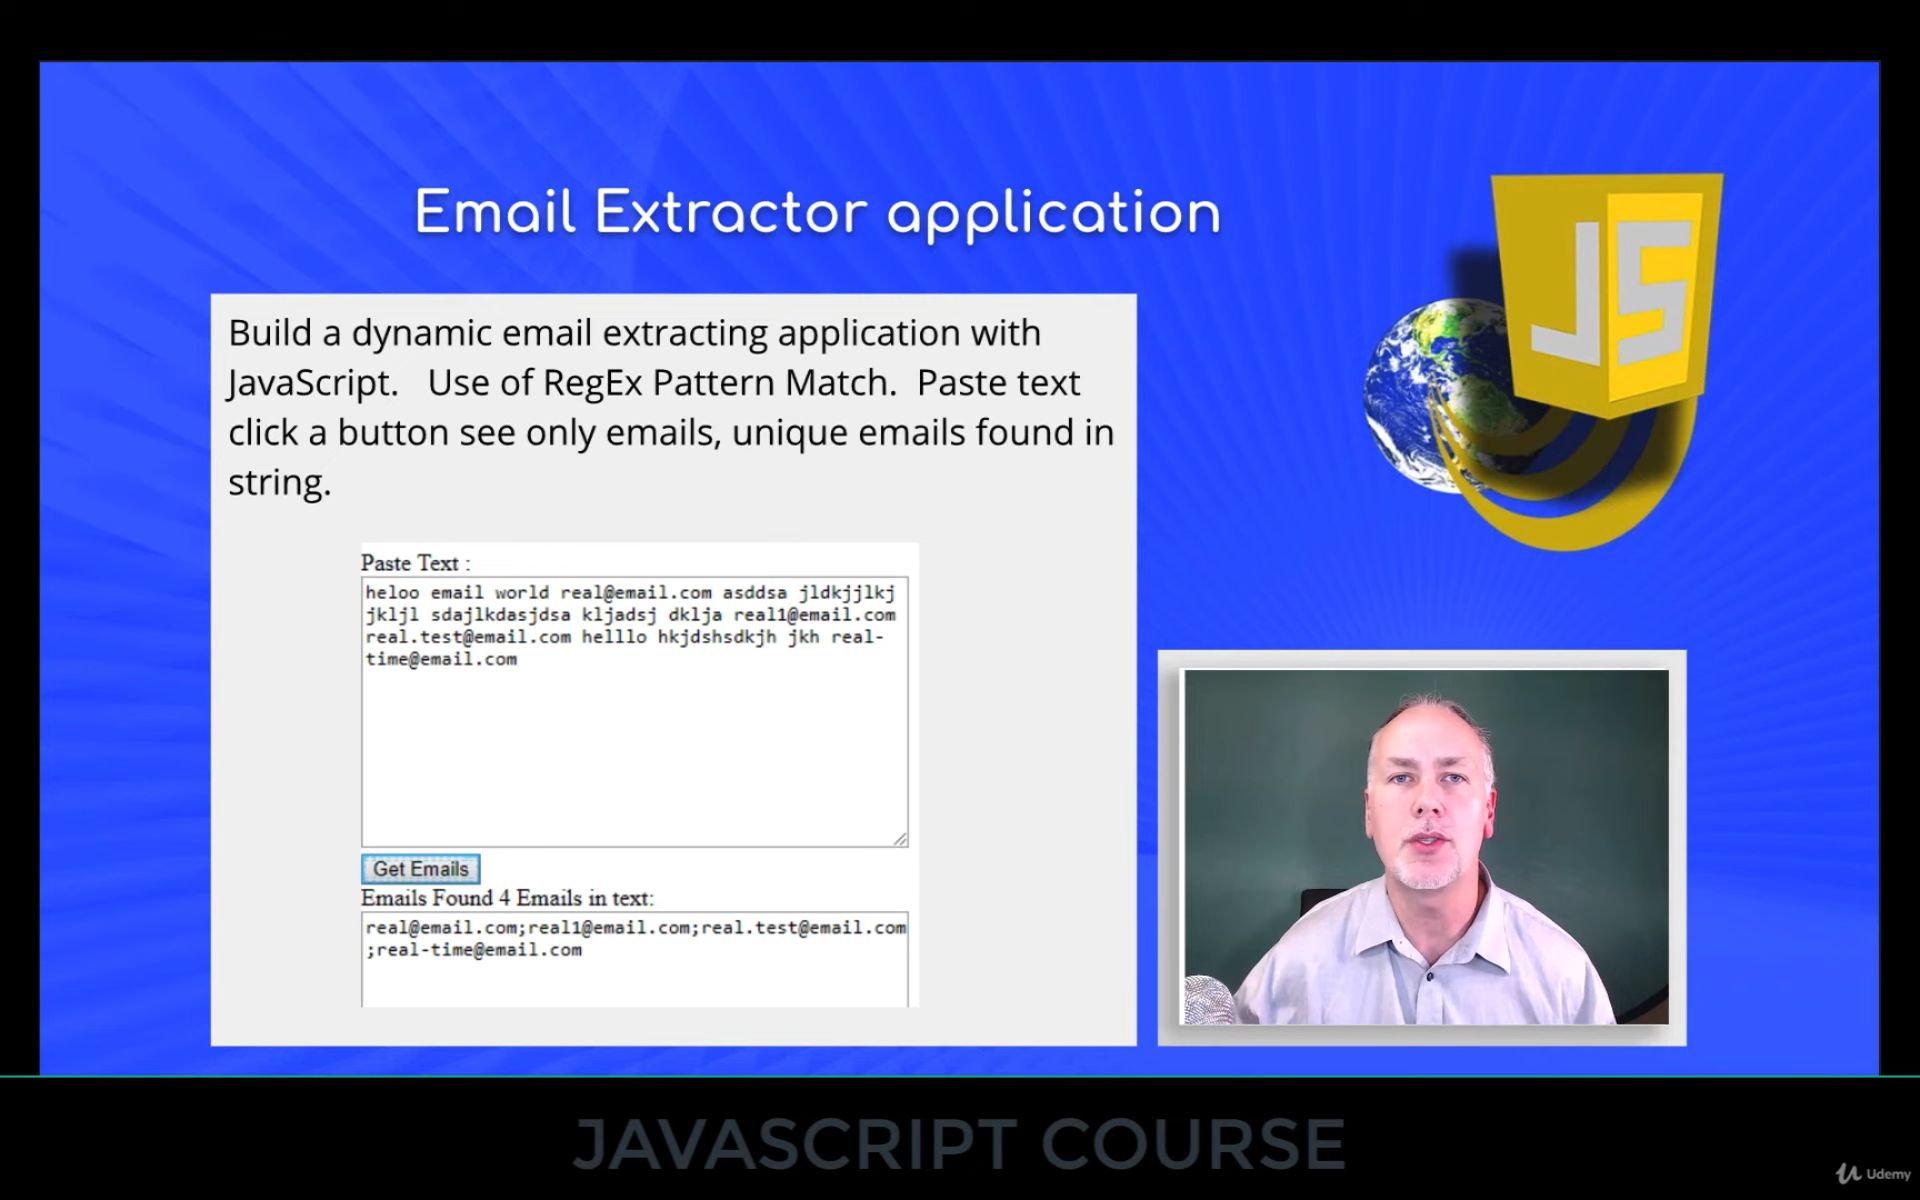 Email Extractor application
JS
Build a dynamic email extracting application with
JavaScript.   Use of RegEx Pattern Match.  Paste text
click a button see only emails, unique emails found in
string.
Paste Text :
heloo email world real@email.com asddsa jldkjjlkj
jkljl sdajlkdasjdsa kljadsj dklja real1@email.com
real.test@email.com helllo hkjdshsdkjh jkh real-
time@email.com
Get Emails
Emails Found 4 Emails in text:
real@email.com;real1@email.com;real.test@email.com
;real-time@email.com
JAVASCRIPT COURSE
Udemy